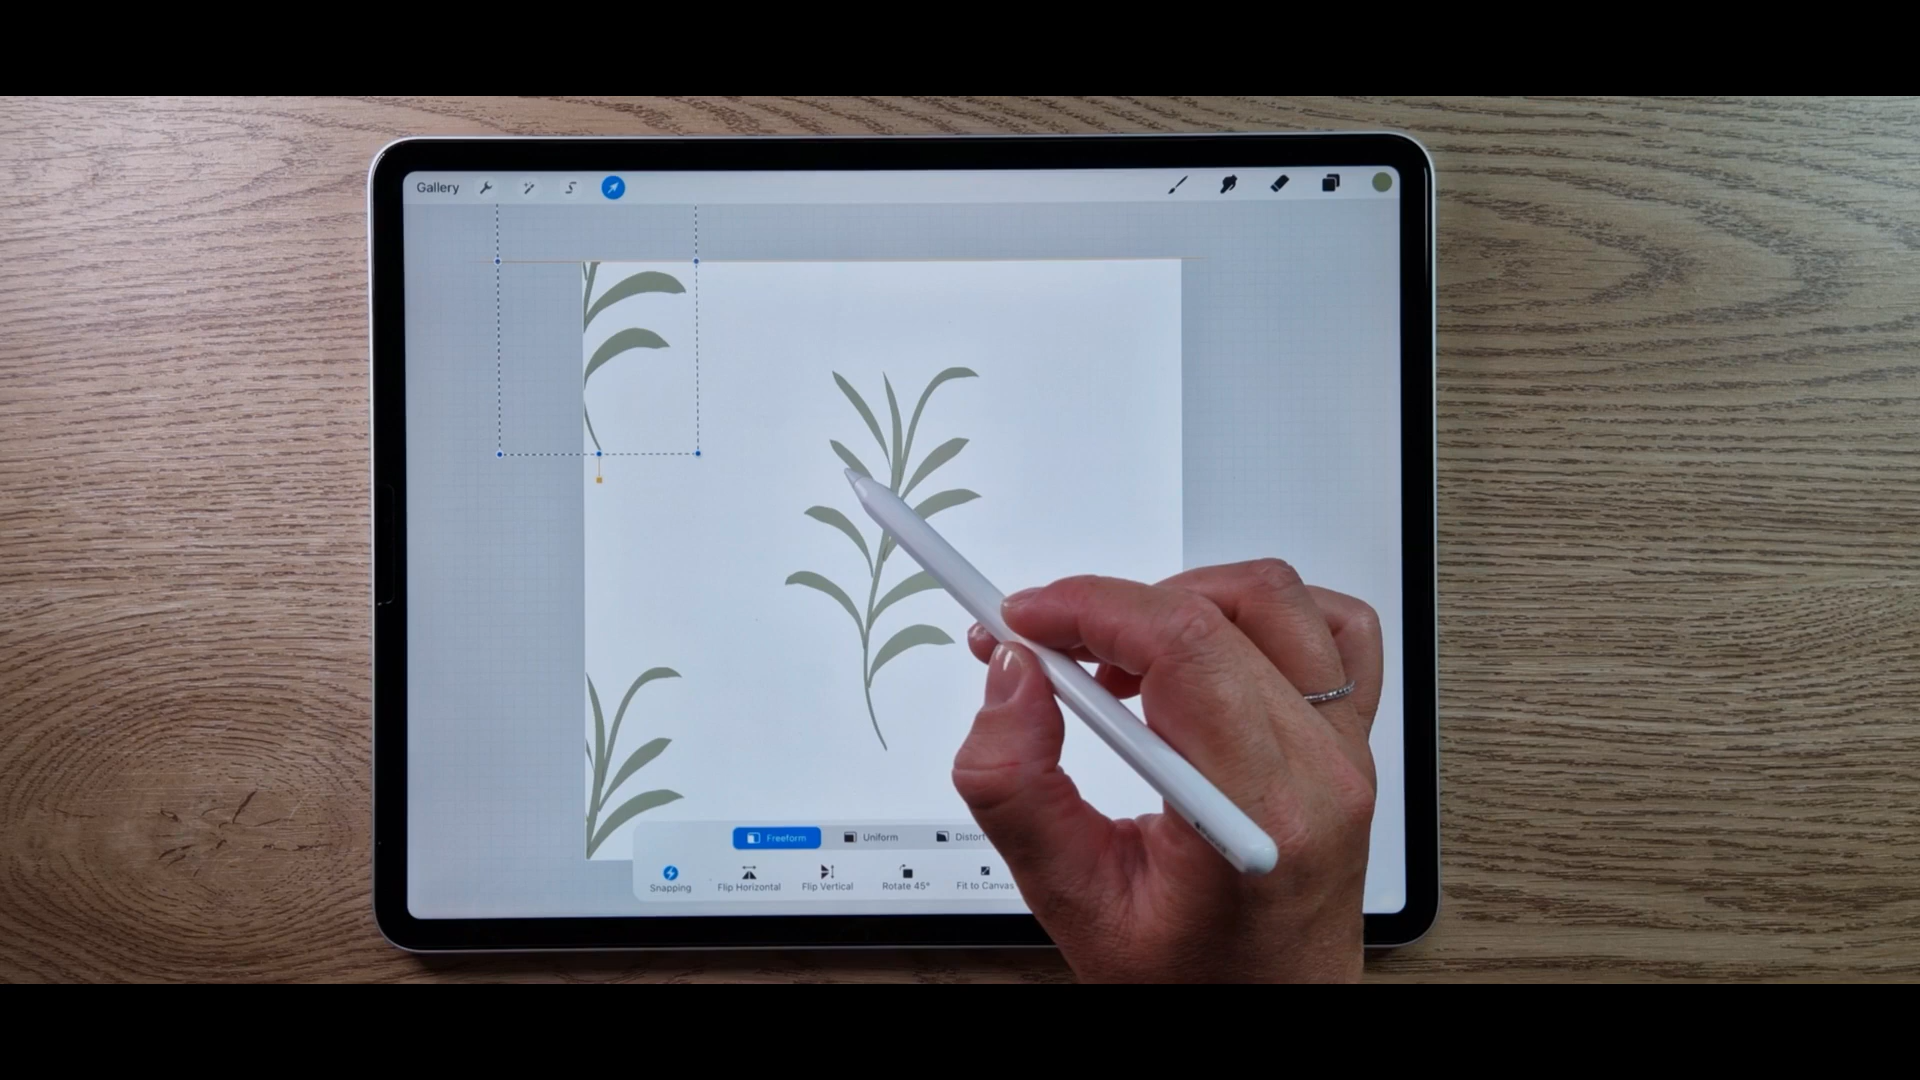 Gallery
Freeform Uniform Distort
Snapping Flip Horizontal Flip Vertical Rotate 45° Fit to Canvas